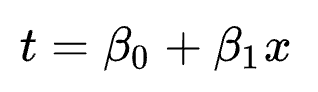 t = β₀ + β₁x